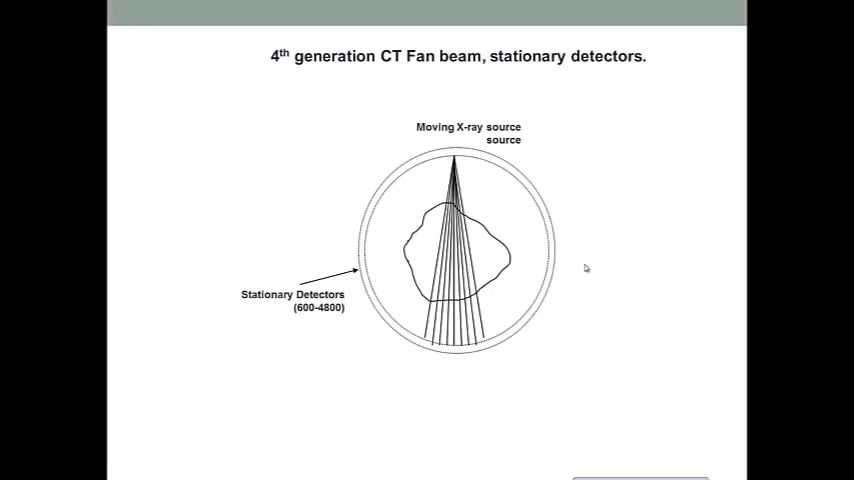 4th generation CT Fan beam, stationary detectors.
Moving X-ray source
source
Stationary Detectors
(600-4800)